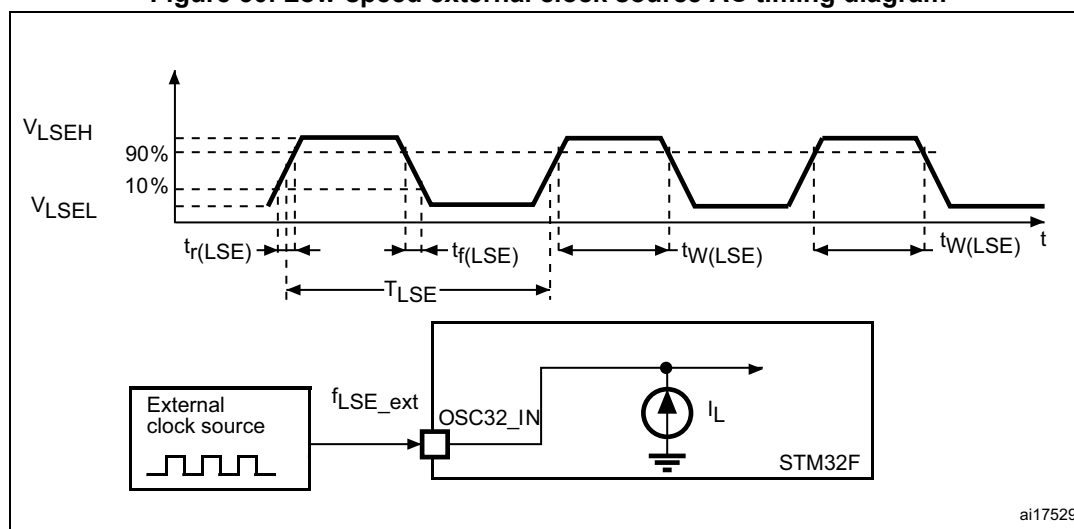 VLSEH
90%
10%
VLSEL
tr(LSE)
tf(LSE)
tW(LSE)
tW(LSE)
t
TLSE
External
clock source
fLSE_ext
OSC32_IN
IL
STM32F
ai17529